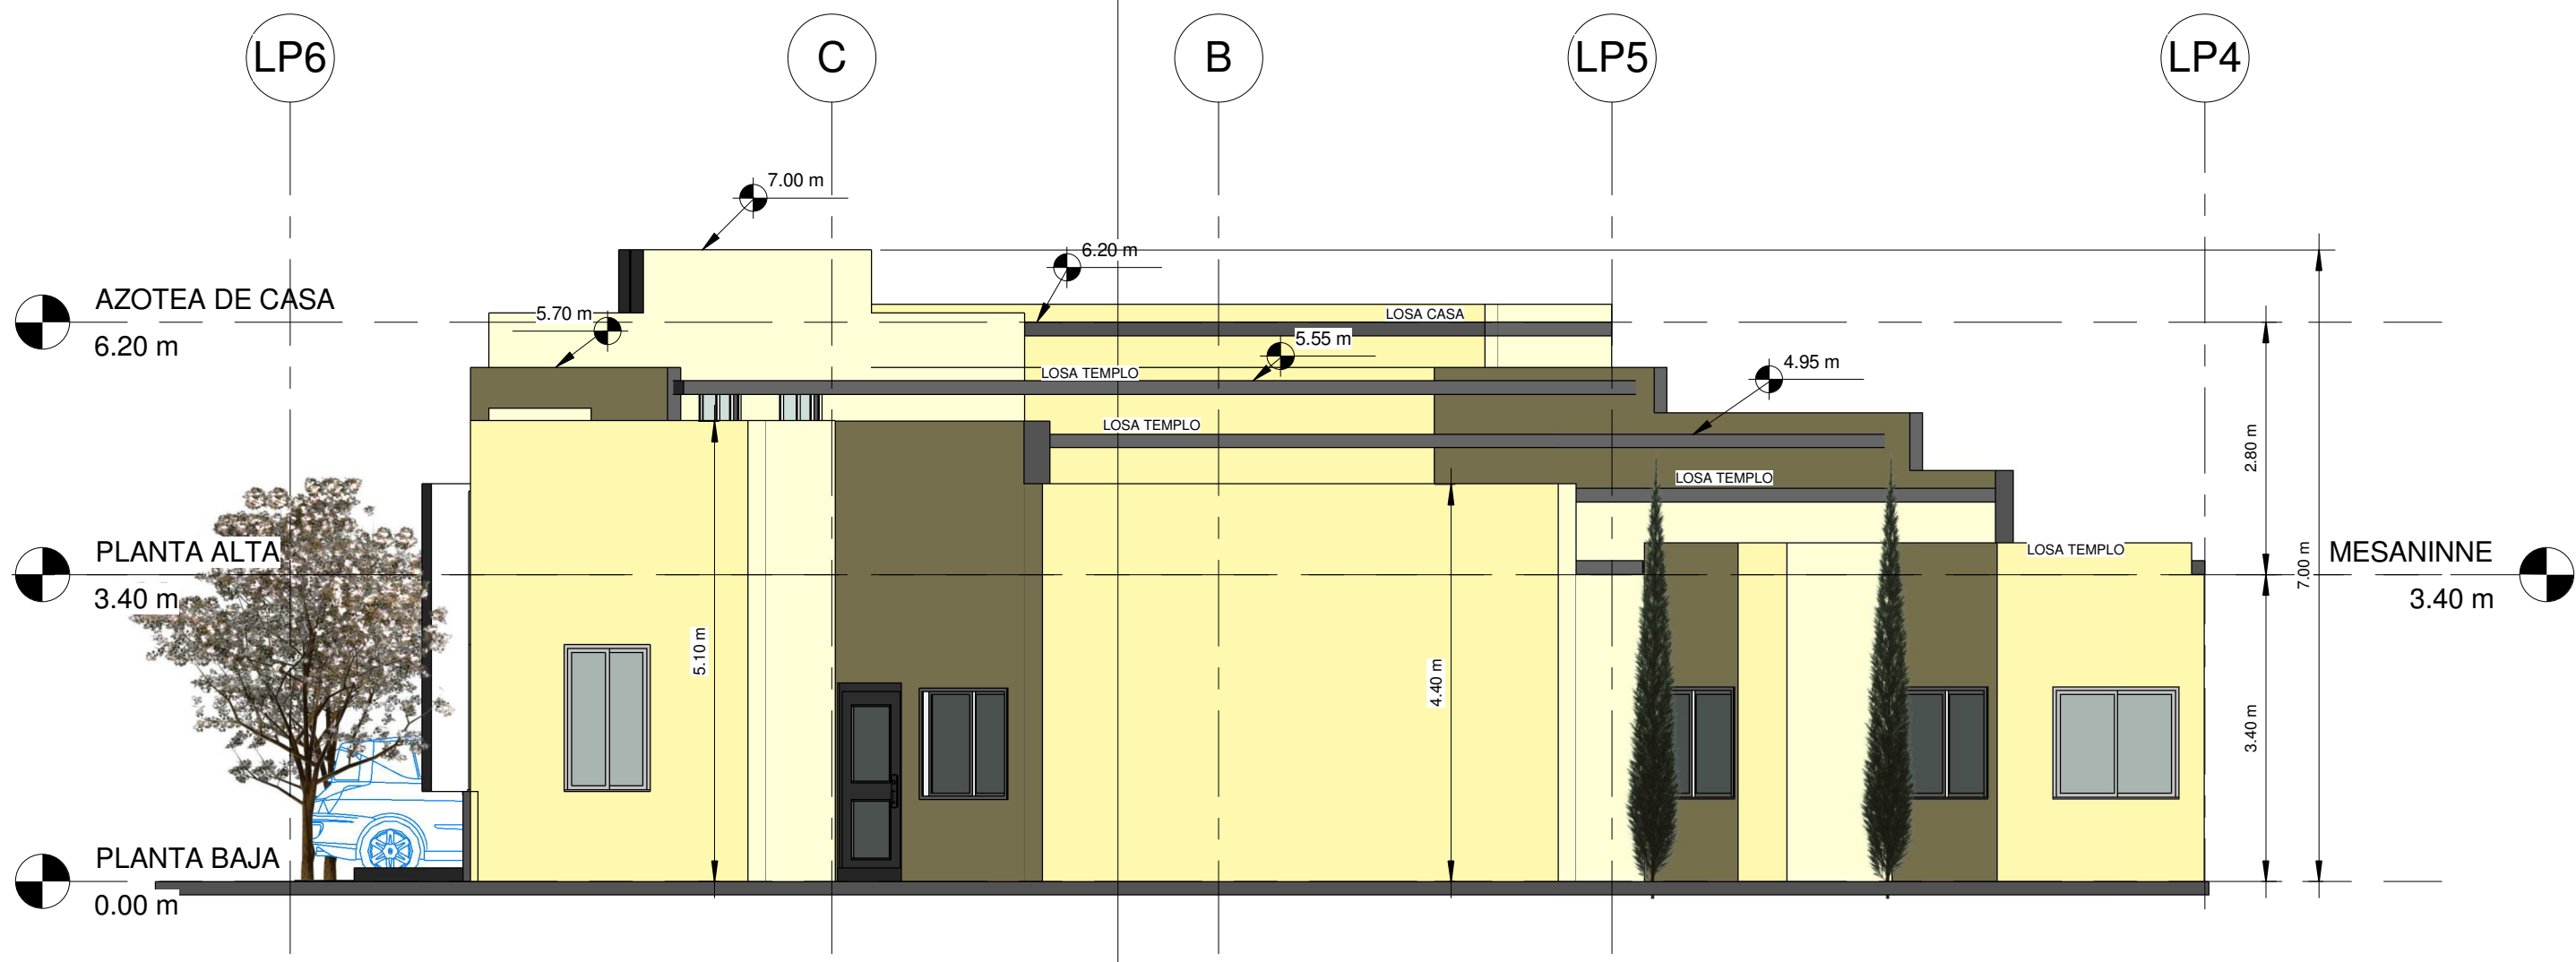 LP6
C
B
LP5
LP4
7.00 m
6.20 m
AZOTEA DE CASA
6.20 m
5.70 m
LOSA CASA
5.55 m
4.95 m
LOSA TEMPLO
LOSA TEMPLO
2.80 m
LOSA TEMPLO
PLANTA ALTA
3.40 m
LOSA TEMPLO
7.00 m
MESANINNE
3.40 m
5.10 m
4.40 m
3.40 m
PLANTA BAJA
0.00 m